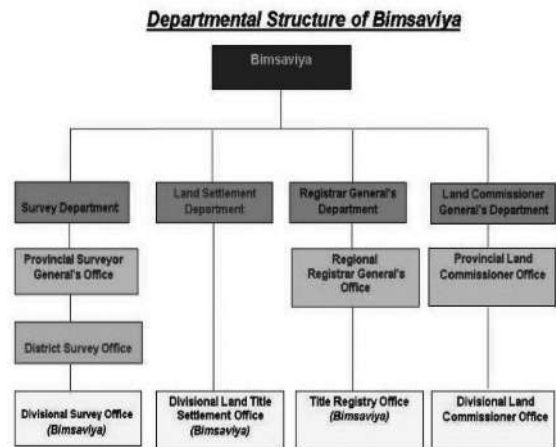 Departmental Structure of Bimsaviya
Bimsaviya
Survey Department
Land Settlement
Department
Registrar General's
Department
Land Commissioner
General's Department
Provincial Surveyor
General's Office
Regional
Registrar General's
Office
Provincial Land
Commissioner Office
District Survey Office
Divisional Survey Office
(Bimsaviya)
Divisional Land Title
Settlement Office
(Bimsaviya)
Title Registry Office
(Bimsaviya)
Divisional Land
Commissioner Office